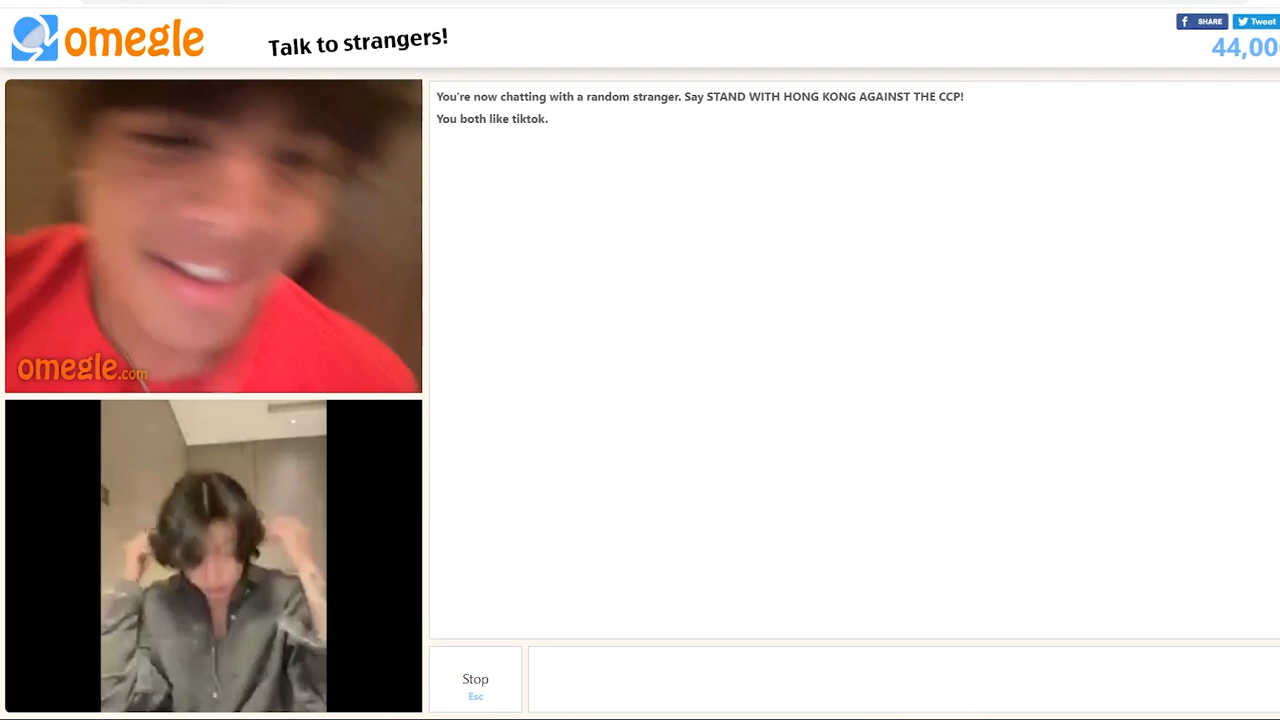 omegle
Talk to strangers!
SHARE
Tweet
44,00
You're now chatting with a random stranger. Say STAND WITH HONG KONG AGAINST THE CCP!
You both like tiktok.
omegle.com
Stop
Esc